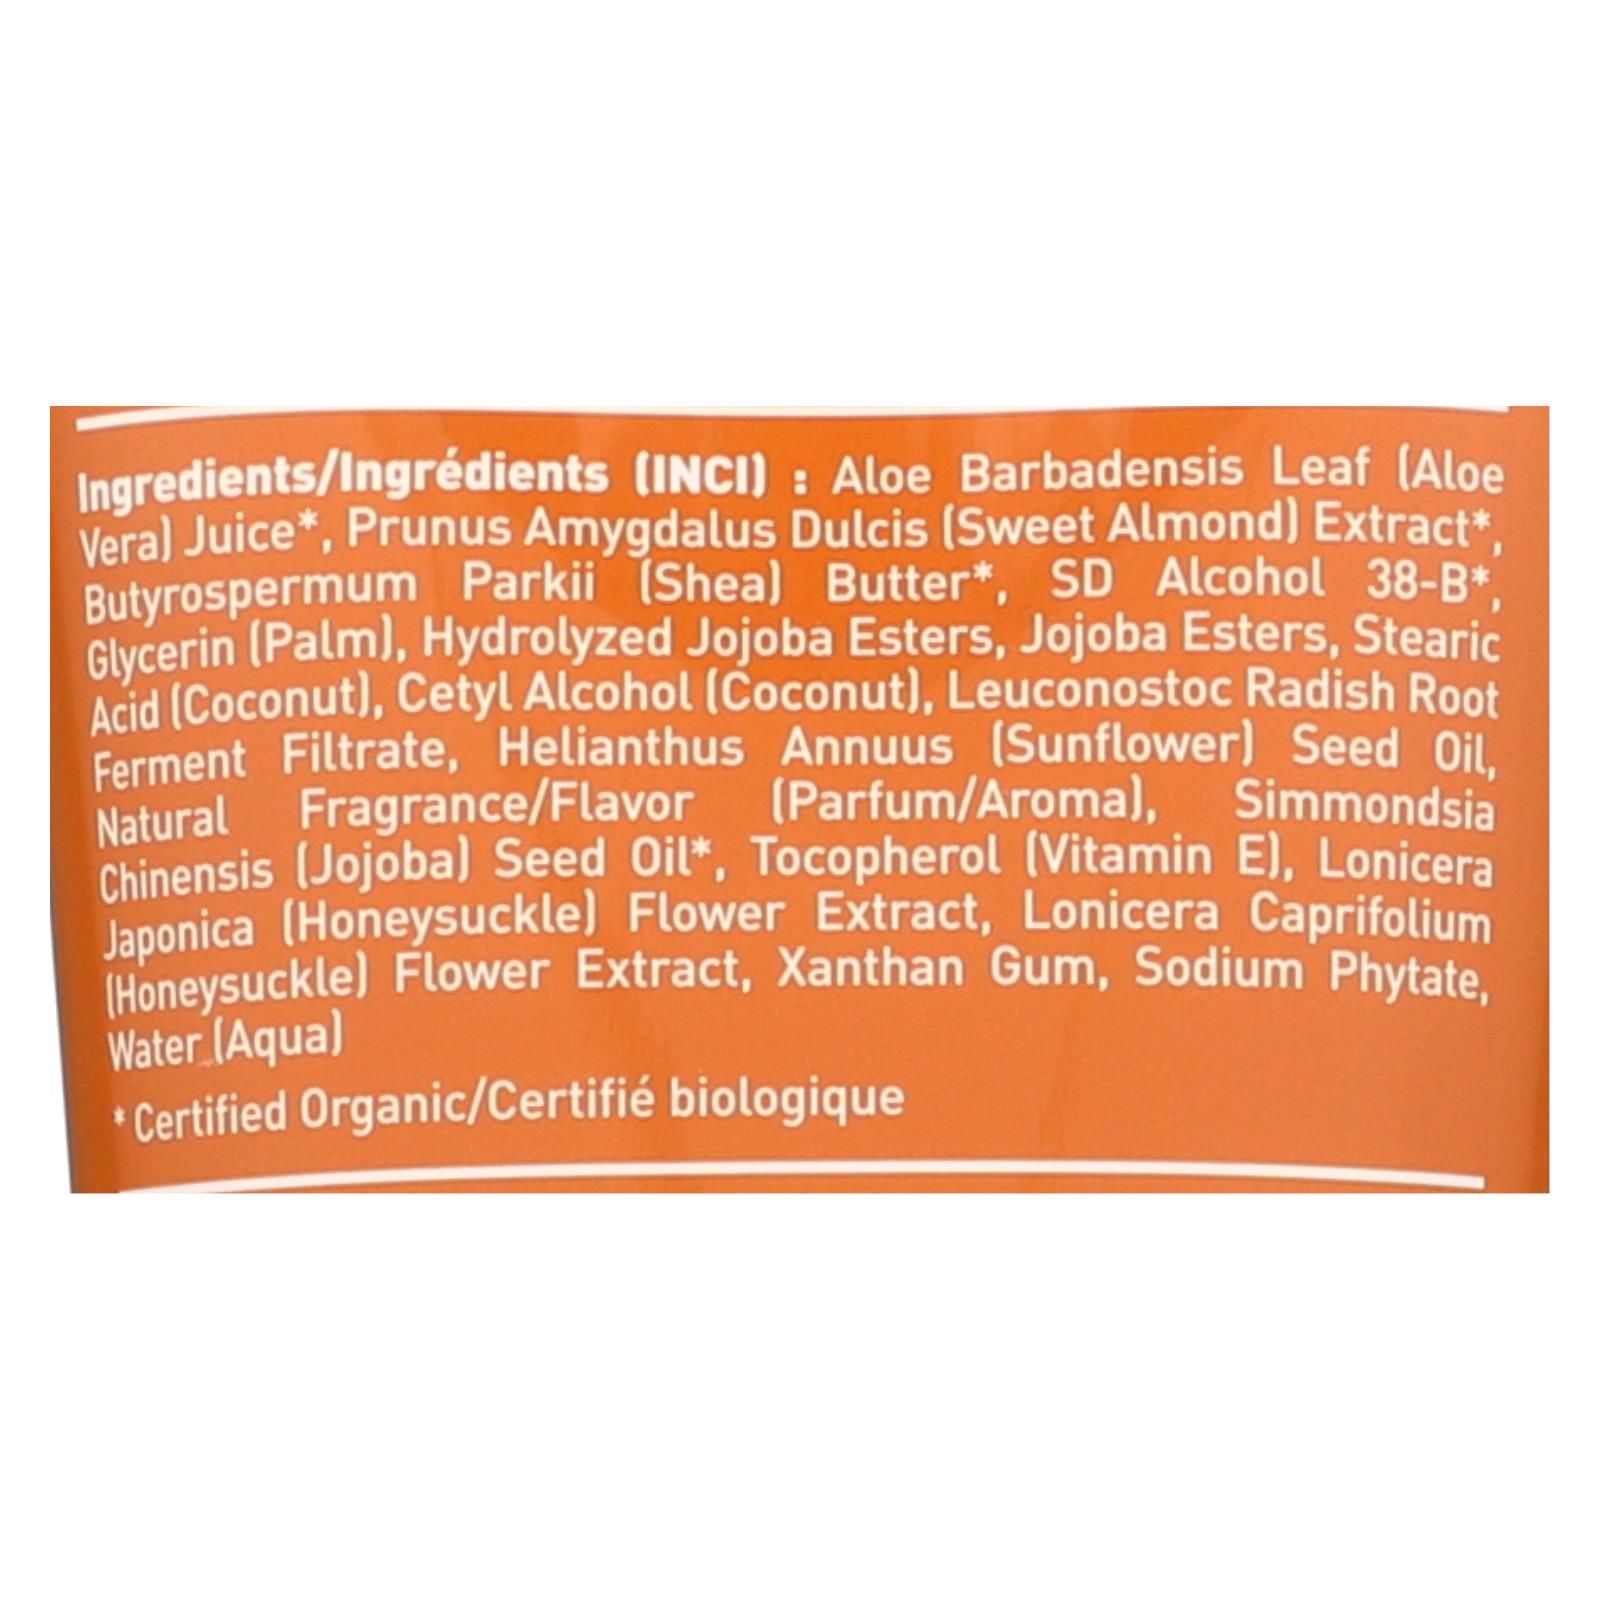 Ingredients/Ingrédients (INCI) : Aloe Barbadensis Leaf (Aloe
Vera) Juice*, Prunus Amygdalus Dulcis (Sweet Almond) Extract*,
Butyrospermum Parkii (Shea) Butter*, SD Alcohol 38-B*,
Glycerin (Palm), Hydrolyzed Jojoba Esters, Jojoba Esters, Stearic
Acid (Coconut), Cetyl Alcohol (Coconut), Leuconostoc Radish Root
Ferment Filtrate, Helianthus Annuus (Sunflower) Seed Oil,
Natural Fragrance/Flavor (Parfum/Aroma), Simmondsia
Chinensis (Jojoba) Seed Oil*, Tocopherol (Vitamin E), Lonicera
Japonica (Honeysuckle) Flower Extract, Lonicera Caprifolium
(Honeysuckle) Flower Extract, Xanthan Gum, Sodium Phytate,
Water (Aqua)
* Certified Organic/Certifié biologique